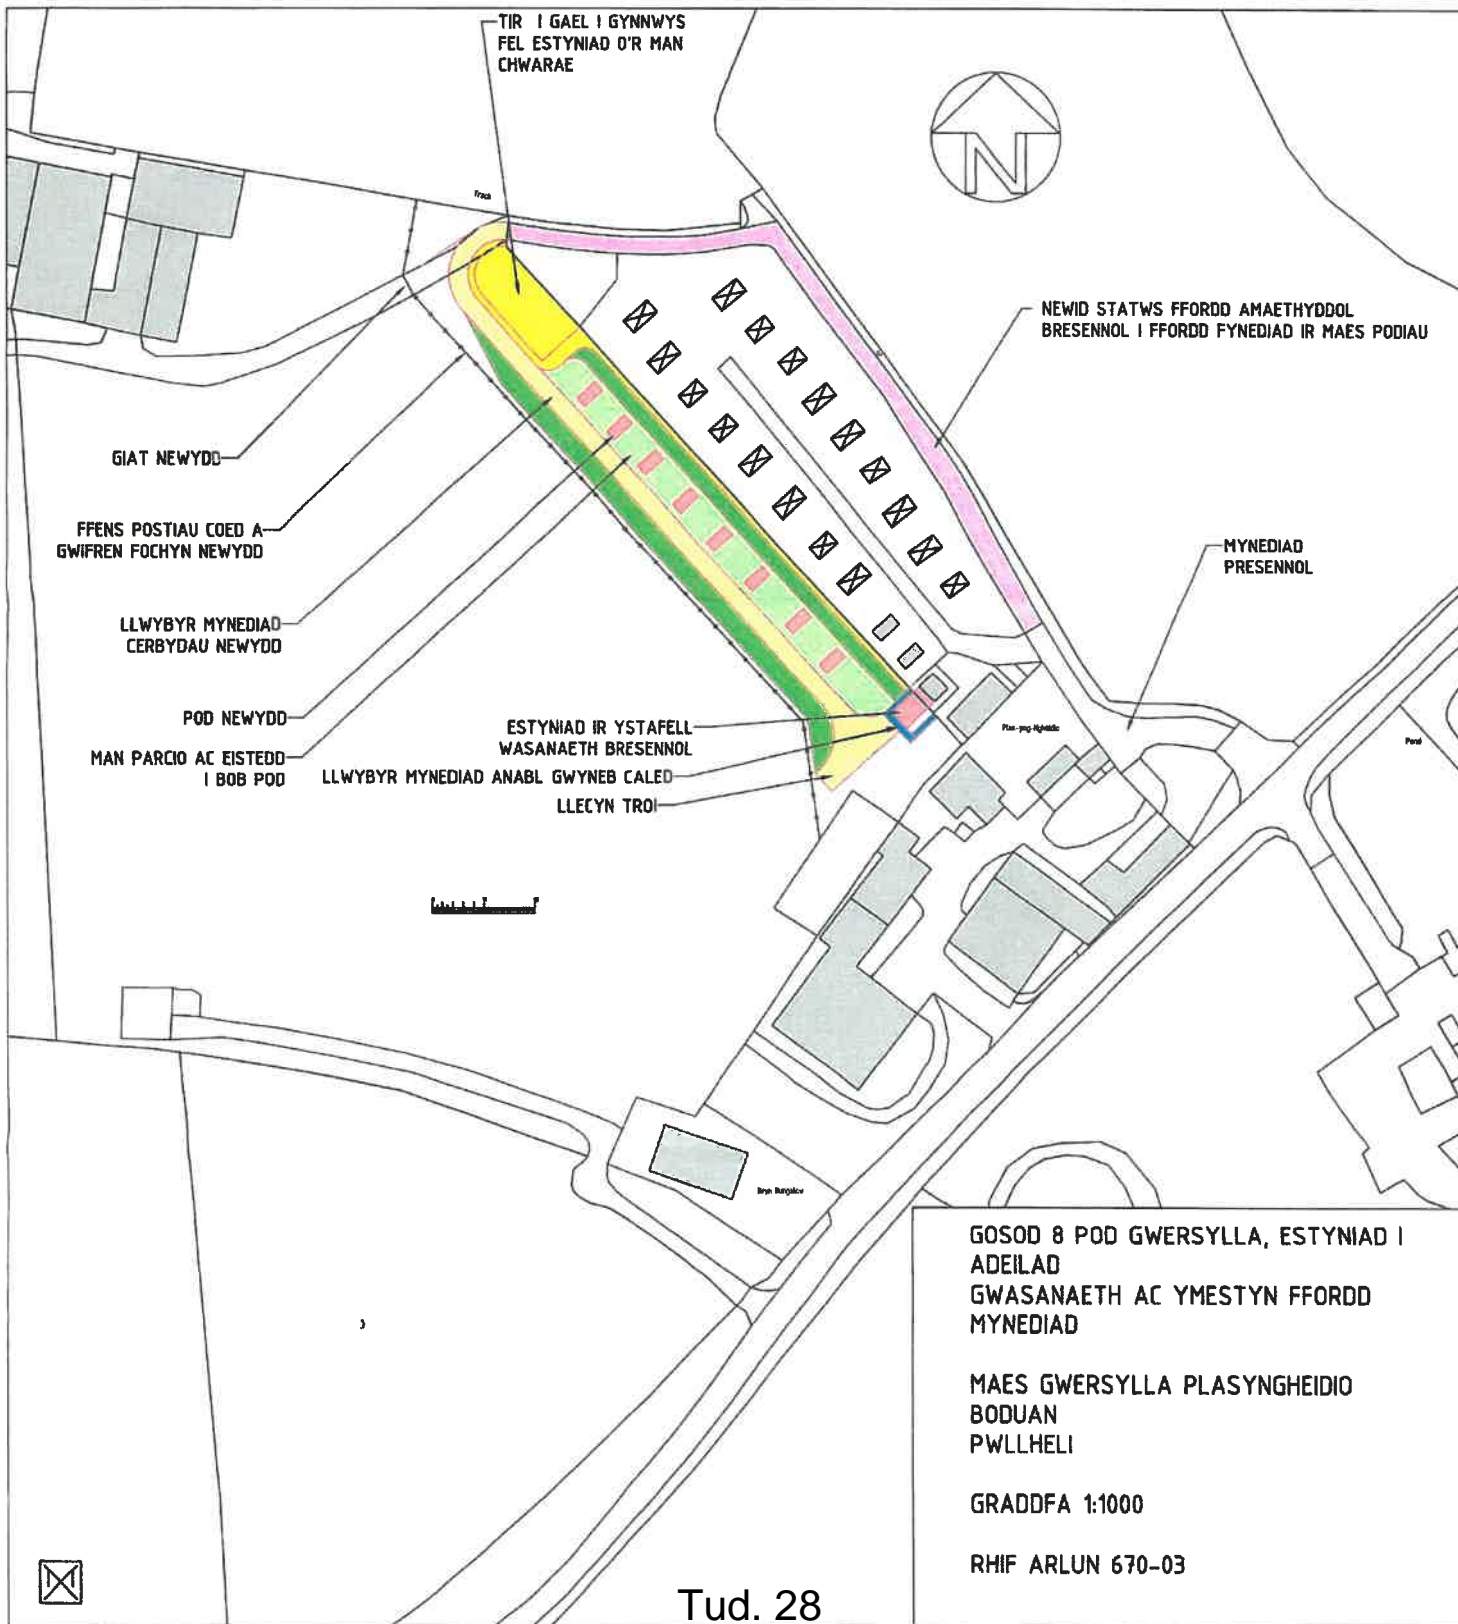 TIR I GAEL I GYNNWYS
FEL ESTYNIAD O'R MAN
CHWARAE
N
Track
NEWID STATWS FFORDD AMAETHYDDOL
BRESENNOL I FFORDD FYNEDIAD IR MAES PODIAU
GIAT NEWYDD
FFENS POSTIAU COED A
GWIFREN FOCHYN NEWYDD
MYNEDIAD
PRESENNOL
LLWYBYR MYNEDIAD
CERBYDAU NEWYDD
POD NEWYDD
MAN PARCIO AC EISTEDD
I BOB POD
ESTYNIAD IR YSTAFELL
WASANAETH BRESENNOL
LLWYBYR MYNEDIAD ANABL GWYNEB CALED
LLECYN TROI
Pond
Bryn Bungalow
GOSOD 8 POD GWERSYLLA, ESTYNIAD I
ADEILAD
GWASANAETH AC YMESTYN FFORDD
MYNEDIAD
MAES GWERSYLLA PLASYNGHEIDIO
BODUAN
PWLLHELI
GRADDFA 1:1000
RHIF ARLUN 670-03
Tud. 28